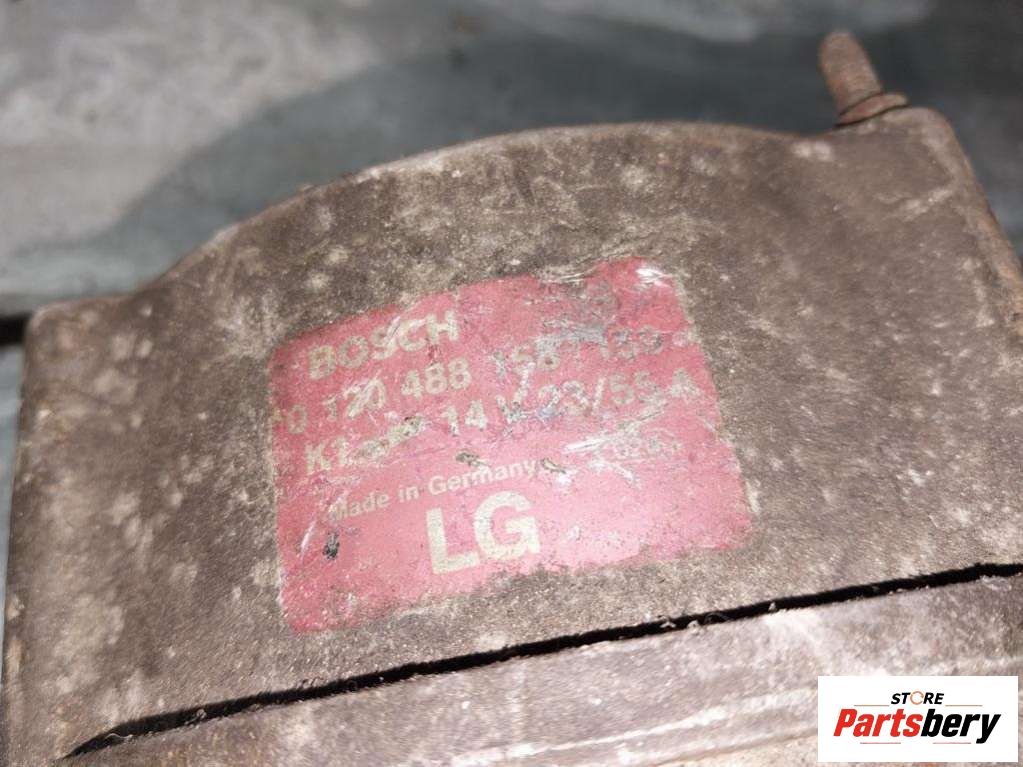 BOSCH
0 120 488
14 V 23/55 A
Made in Germany
LG
STORE
Partsbery